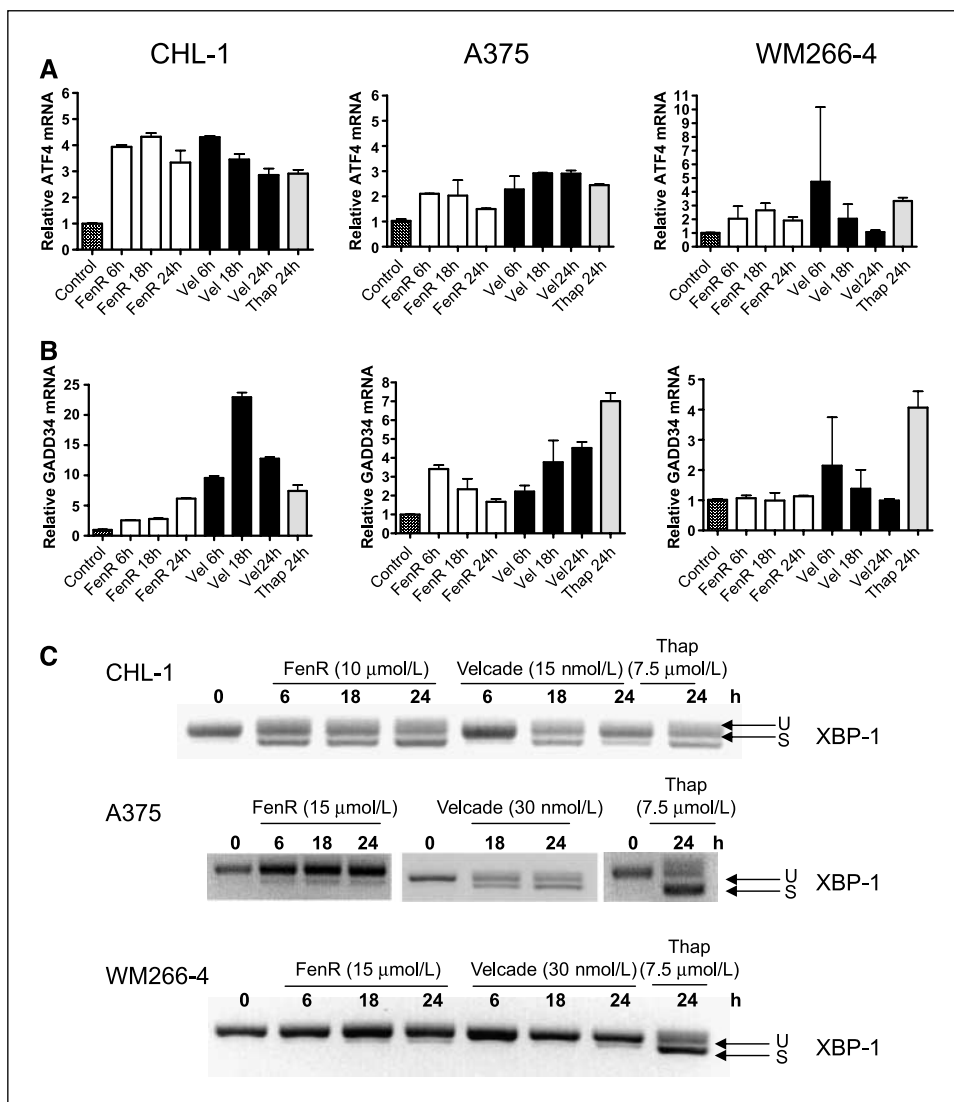 CHL-1 A375 WM266-4
A
Relative ATF4 mRNA
6
5
4
3
2
1
0
Control
FenR 6h
FenR 18h
FenR 24h
Vel 6h
Vel 18h
Vel 24h
Thap 24h
Relative ATF4 mRNA
6
5
4
3
2
1
0
Control
FenR 6h
FenR 18h
FenR 24h
Vel 6h
Vel 18h
Vel24h
Thap 24h
Relative ATF4 mRNA
11
10
9
8
7
6
5
4
3
2
1
0
Control
FenR 6h
FenR 18h
FenR 24h
Vel 6h
Vel 18h
Vel24h
Thap 24h
B
Relative GADD34 mRNA
25
20
15
10
5
0
Control
FenR 6h
FenR 18h
FenR 24h
Vel 6h
Vel 18h
Vel24h
Thap 24h
Relative GADD34 mRNA
8
7
6
5
4
3
2
1
0
Control
FenR 6h
FenR 18h
FenR 24h
Vel 6h
Vel 18h
Vel24h
Thap 24h
Relative GADD34 mRNA
5
4
3
2
1
0
Control
FenR 6h
FenR 18h
FenR 24h
Vel 6h
Vel 18h
Vel24h
Thap 24h
C
CHL-1
Thap
FenR (10 μmol/L) Velcade (15 nmol/L) (7.5 μmol/L)
0 6 18 24 6 18 24 24 h
U
S
XBP-1
A375
Thap
FenR (15 μmol/L) Velcade (30 nmol/L) (7.5 μmol/L)
0 6 18 24 0 18 24 0 24 h
U
S
XBP-1
WM266-4
Thap
FenR (15 μmol/L) Velcade (30 nmol/L) (7.5 μmol/L)
0 6 18 24 6 18 24 24 h
U
S
XBP-1